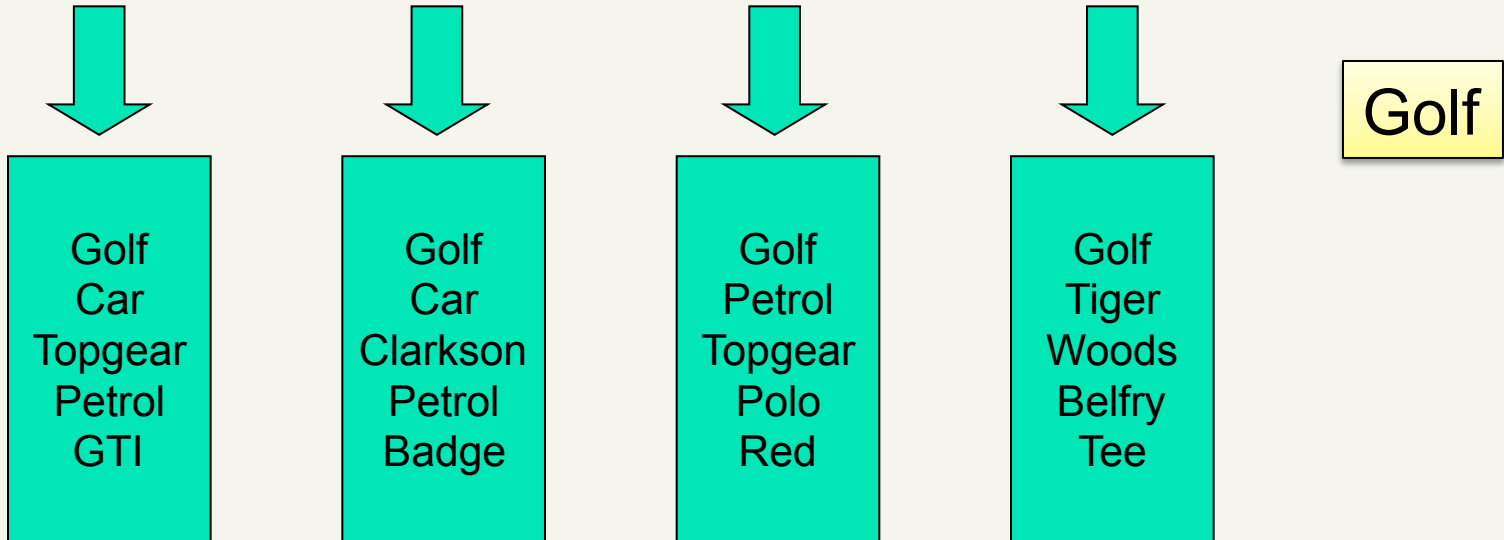 Golf
Golf
Car
Topgear
Petrol
GTI
Golf
Car
Clarkson
Petrol
Badge
Golf
Petrol
Topgear
Polo
Red
Golf
Tiger
Woods
Belfry
Tee